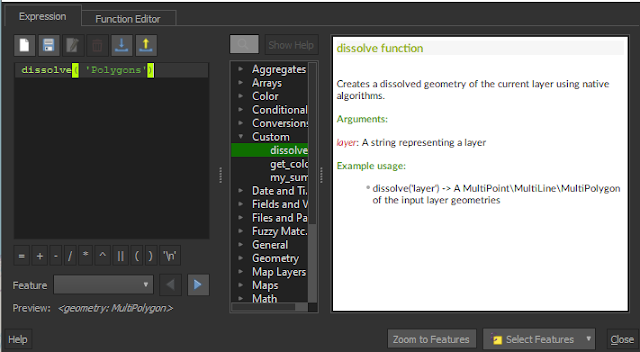 Expression
Function Editor
Show Help
dissolve( 'Polygons')
Aggregates
Arrays
Color
Conditional
Conversions
Custom
dissolve
get_colo
my_sum
Date and Ti...
Fields and V
Files and Pa
Fuzzy Matc...
General
Geometry
Map Layers
Maps
Math
= + - / * ^ || ( ) '\n'
Feature
Preview: <geometry: MultiPolygon>
dissolve function
Creates a dissolved geometry of the current layer using native
algorithms.
Arguments:
layer: A string representing a layer
Example usage:
dissolve('layer') -> A MultiPoint\MultiLine\MultiPolygon
of the input layer geometries
Help
Zoom to Features
Select Features
Close